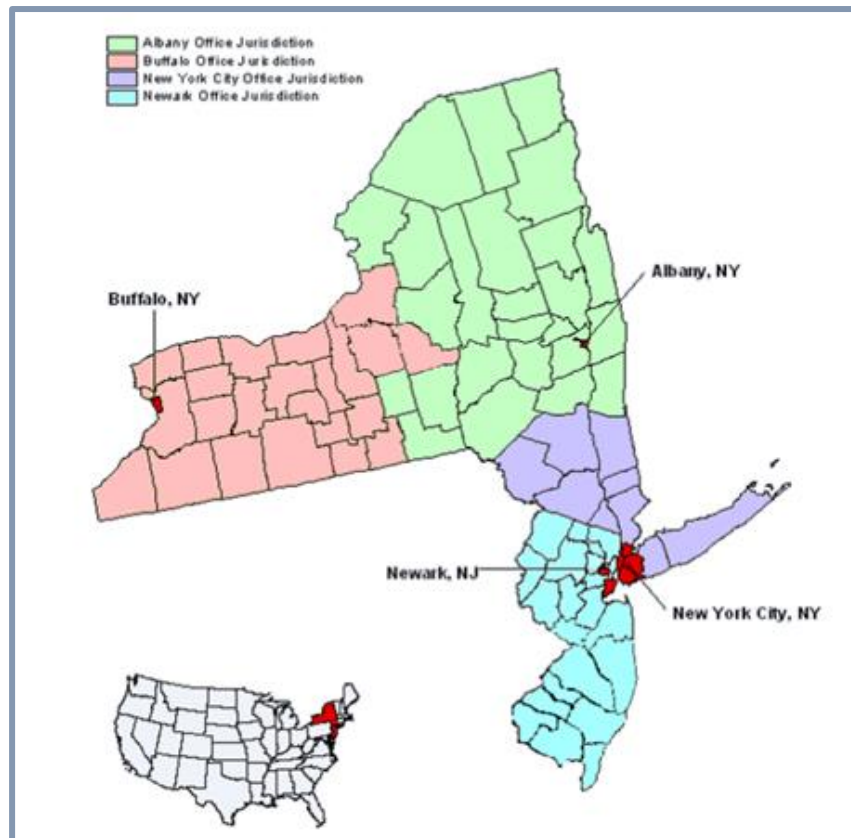 Albany Office Jurisdiction
Buffalo Office Jurisdiction
New York City Office Jurisdiction
Newark Office Jurisdiction
Albany, NY
Buffalo, NY
Newark, NJ
New York City, NY